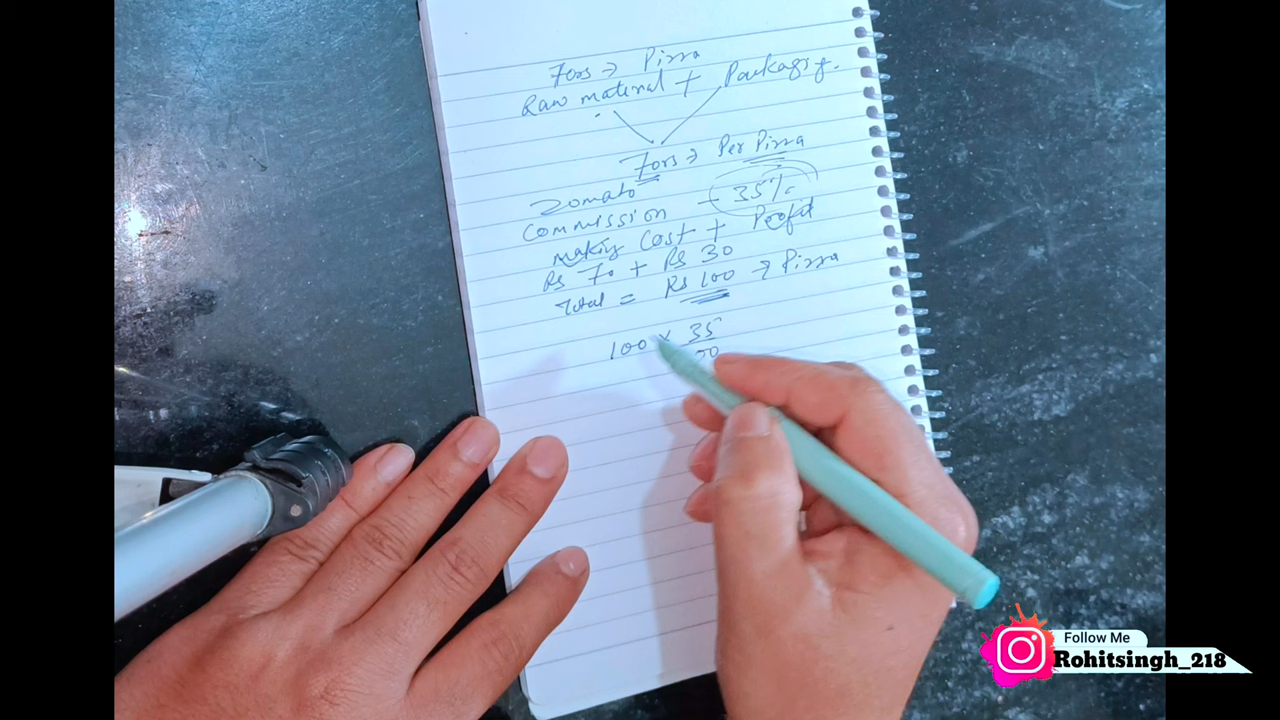 70rs → Pizza
Raw material + Packaging.
70rs → Per Pizza
Zomato
commission - 35%
making Cost + Profit
Rs 70 + Rs 30
Total = Rs 100 → Pizza
100 × 35
00
Follow Me
Rohitsingh_218